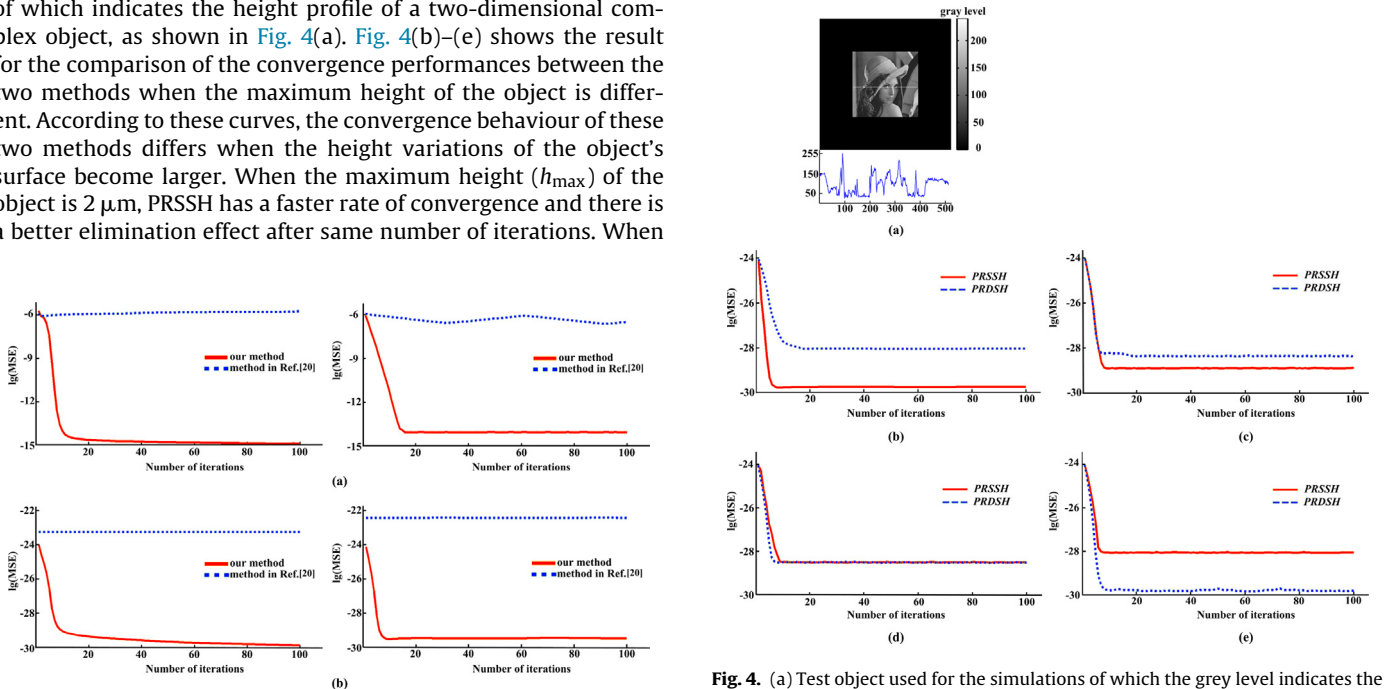 of which indicates the height profile of a two-dimensional com-
plex object, as shown in Fig. 4(a). Fig. 4(b)–(e) shows the result
for the comparison of the convergence performances between the
two methods when the maximum height of the object is differ-
ent. According to these curves, the convergence behaviour of these
two methods differs when the height variations of the object's
surface become larger. When the maximum height (hmax) of the
object is 2 μm, PRSSH has a faster rate of convergence and there is
a better elimination effect after same number of iterations. When
lg(MSE)
-6
-9
-12
-15
our method
method in Ref.[20]
20 40 60 80 100
Number of iterations
lg(MSE)
-6
-9
-12
-15
our method
method in Ref.[20]
20 40 60 80 100
Number of iterations
(a)
lg(MSE)
-22
-24
-26
-28
-30
our method
method in Ref.[20]
20 40 60 80 100
Number of iterations
lg(MSE)
-22
-24
-26
-28
-30
our method
method in Ref.[20]
20 40 60 80 100
Number of iterations
(b)
gray level
200
150
100
50
0
255
150
50
100 200 300 400 500
(a)
lg(MSE)
-24
-26
-28
-30
PRSSH
PRDSH
20 40 60 80 100
Number of iterations
(b)
lg(MSE)
-24
-26
-28
-30
PRSSH
PRDSH
20 40 60 80 100
Number of iterations
(c)
lg(MSE)
-24
-26
-28
-30
PRSSH
PRDSH
20 40 60 80 100
Number of iterations
(d)
lg(MSE)
-24
-26
-28
-30
PRSSH
PRDSH
20 40 60 80 100
Number of iterations
(e)
Fig. 4. (a) Test object used for the simulations of which the grey level indicates the